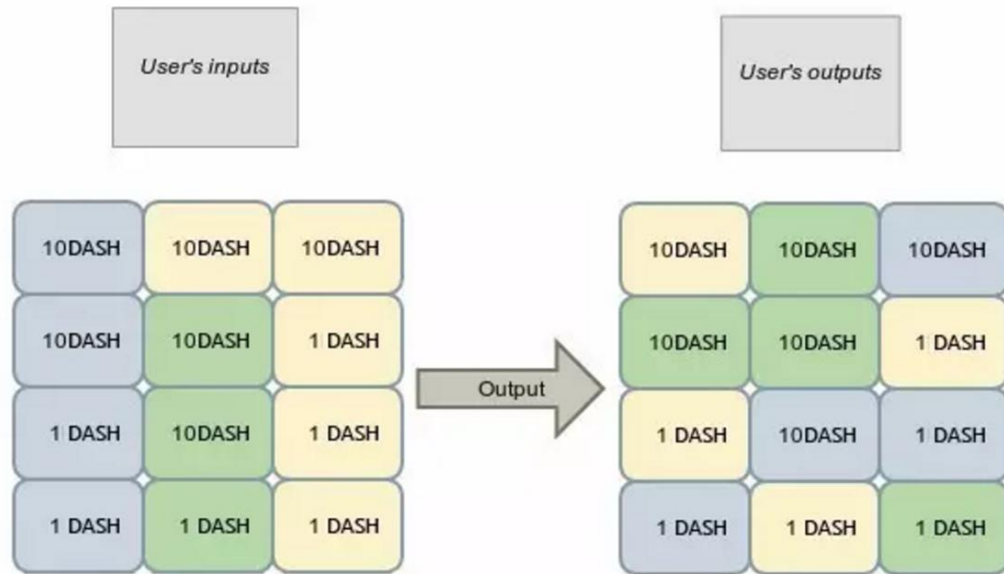 User's inputs
User's outputs
10DASH 10DASH 10DASH
10DASH 10DASH 1 DASH
1 DASH 10DASH 1 DASH
1 DASH 1 DASH 1 DASH
Output
10DASH 10DASH 10DASH
10DASH 10DASH 1 DASH
1 DASH 10DASH 1 DASH
1 DASH 1 DASH 1 DASH